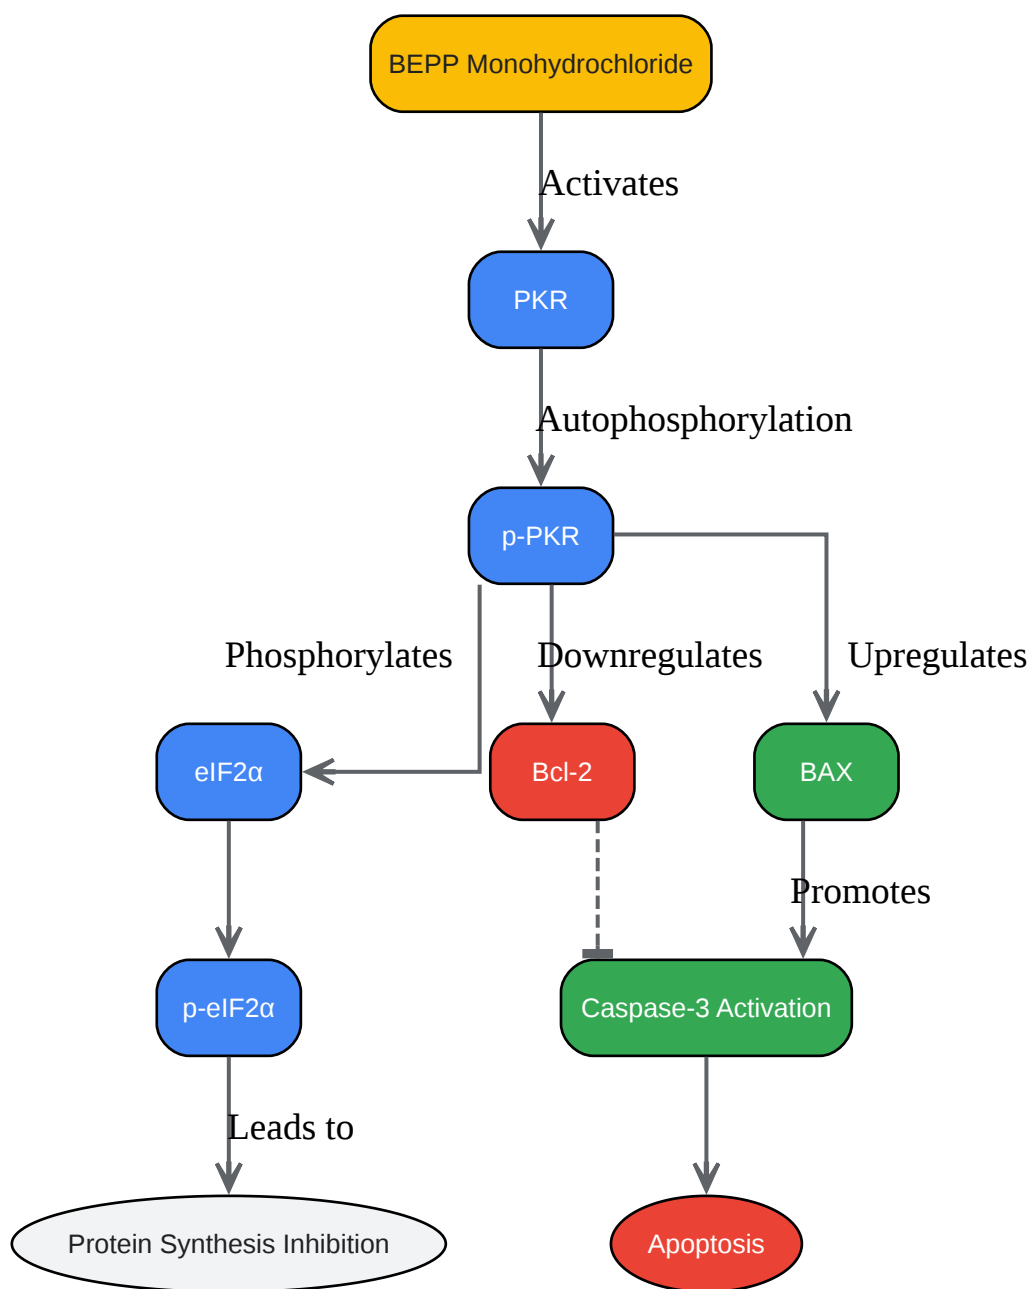 BEPP Monohydrochloride
Activates
PKR
Autophosphorylation
p-PKR
Phosphorylates
Downregulates
Upregulates
eIF2α
Bcl-2
BAX
Promotes
p-eIF2α
Caspase-3 Activation
Leads to
Protein Synthesis Inhibition
Apoptosis